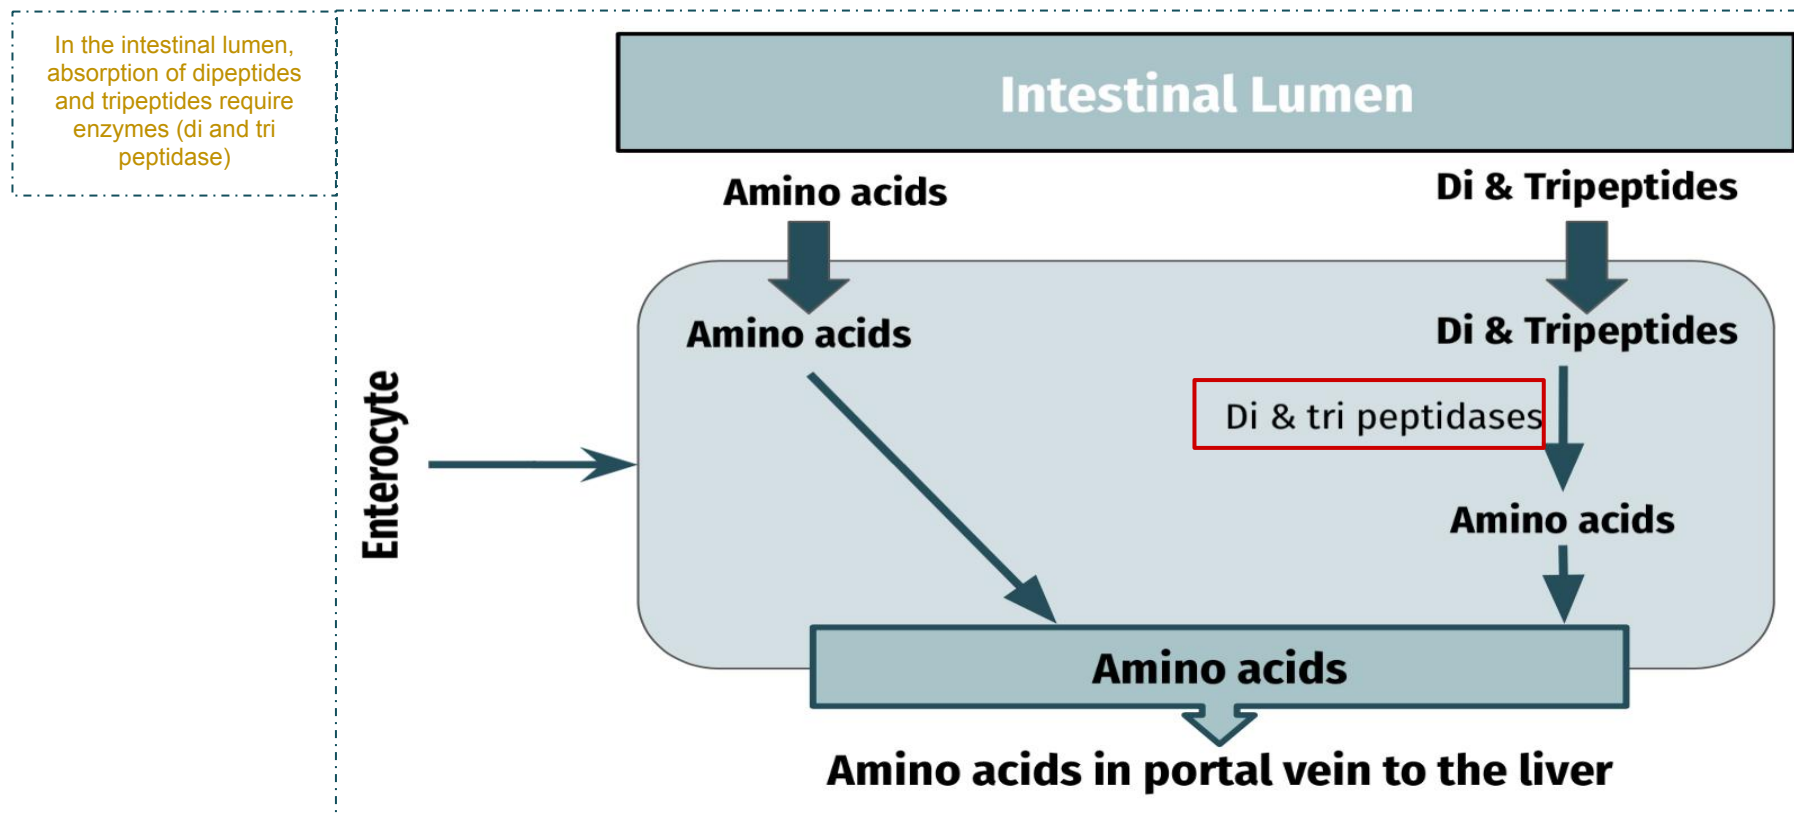 In the intestinal lumen,
absorption of dipeptides
and tripeptides require
enzymes (di and tri
peptidase)
Intestinal Lumen
Amino acids
Di & Tripeptides
Amino acids
Di & Tripeptides
Di & tri peptidases
Enterocyte
Amino acids
Amino acids
Amino acids in portal vein to the liver